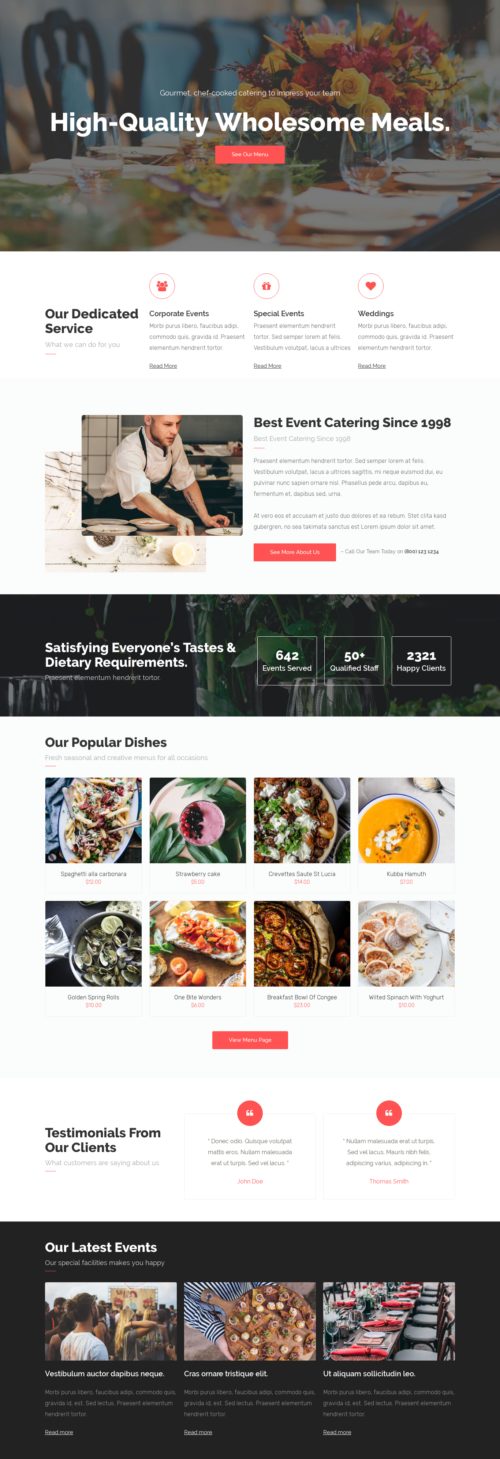 Gourmet, chef-cooked catering to impress your team
High-Quality Wholesome Meals.
See Our Menu
Our Dedicated
Service
What we can do for you
Corporate Events
Morbi purus libero, faucibus adipi,
commodo quis, gravida id. Praesent
elementum hendrerit tortor.
Read More
Special Events
Praesent elementum hendrerit
tortor. Sed semper lorem at felis.
Vestibulum volutpat, lacus a ultrices
Read More
Weddings
Morbi purus libero, faucibus adipi,
commodo quis, gravida id. Praesent
elementum hendrerit tortor.
Read More
Best Event Catering Since 1998
Best Event Catering Since 1998
Praesent elementum hendrerit tortor. Sed semper lorem at felis.
Vestibulum volutpat, lacus a ultrices sagittis, mi neque euismod dui, eu
pulvinar nunc sapien ornare nisl. Phasellus pede arcu, dapibus eu,
fermentum et, dapibus sed, urna.
At vero eos et accusam et justo duo dolores et ea rebum. Stet clita kasd
gubergren, no sea takimata sanctus est Lorem ipsum dolor sit amet.
See More About Us
- Call Our Team Today on (800) 123 1234
Satisfying Everyone's Tastes &
Dietary Requirements.
Praesent elementum hendrerit tortor.
642
Events Served
50+
Qualified Staff
2321
Happy Clients
Our Popular Dishes
Fresh seasonal and creative menus for all occasions
Spaghetti alla carbonara
$12.00
Strawberry cake
Crevettes Saute St Lucia
$14.00
Kubba Hamuth
Golden Spring Rolls
$10.00
One Bite Wonders
$6.00
Breakfast Bowl Of Congee
$23.00
Wilted Spinach With Yoghurt
$10.00
View Menu Page
Testimonials From
Our Clients
What customers are saying about us
" Donec odio. Quisque volutpat
mattis eros. Nullam malesuada
erat ut turpis. Sed vel lacus. "
John Doe
" Nullam malesuada erat ut turpis.
Sed vel lacus. Mauris nibh felis,
adipiscing varius, adipiscing in. "
Thomas Smith
Our Latest Events
Our special facilities makes you happy
Vestibulum auctor dapibus neque.
Morbi purus libero, faucibus adipi, commodo quis,
gravida id, est. Sed lectus. Praesent elementum
hendrerit tortor.
Read more
Cras ornare tristique elit.
Morbi purus libero, faucibus adipi, commodo quis,
gravida id, est. Sed lectus. Praesent elementum
hendrerit tortor.
Read more
Ut aliquam sollicitudin leo.
Morbi purus libero, faucibus adipi, commodo quis,
gravida id, est. Sed lectus. Praesent elementum
hendrerit tortor.
Read more